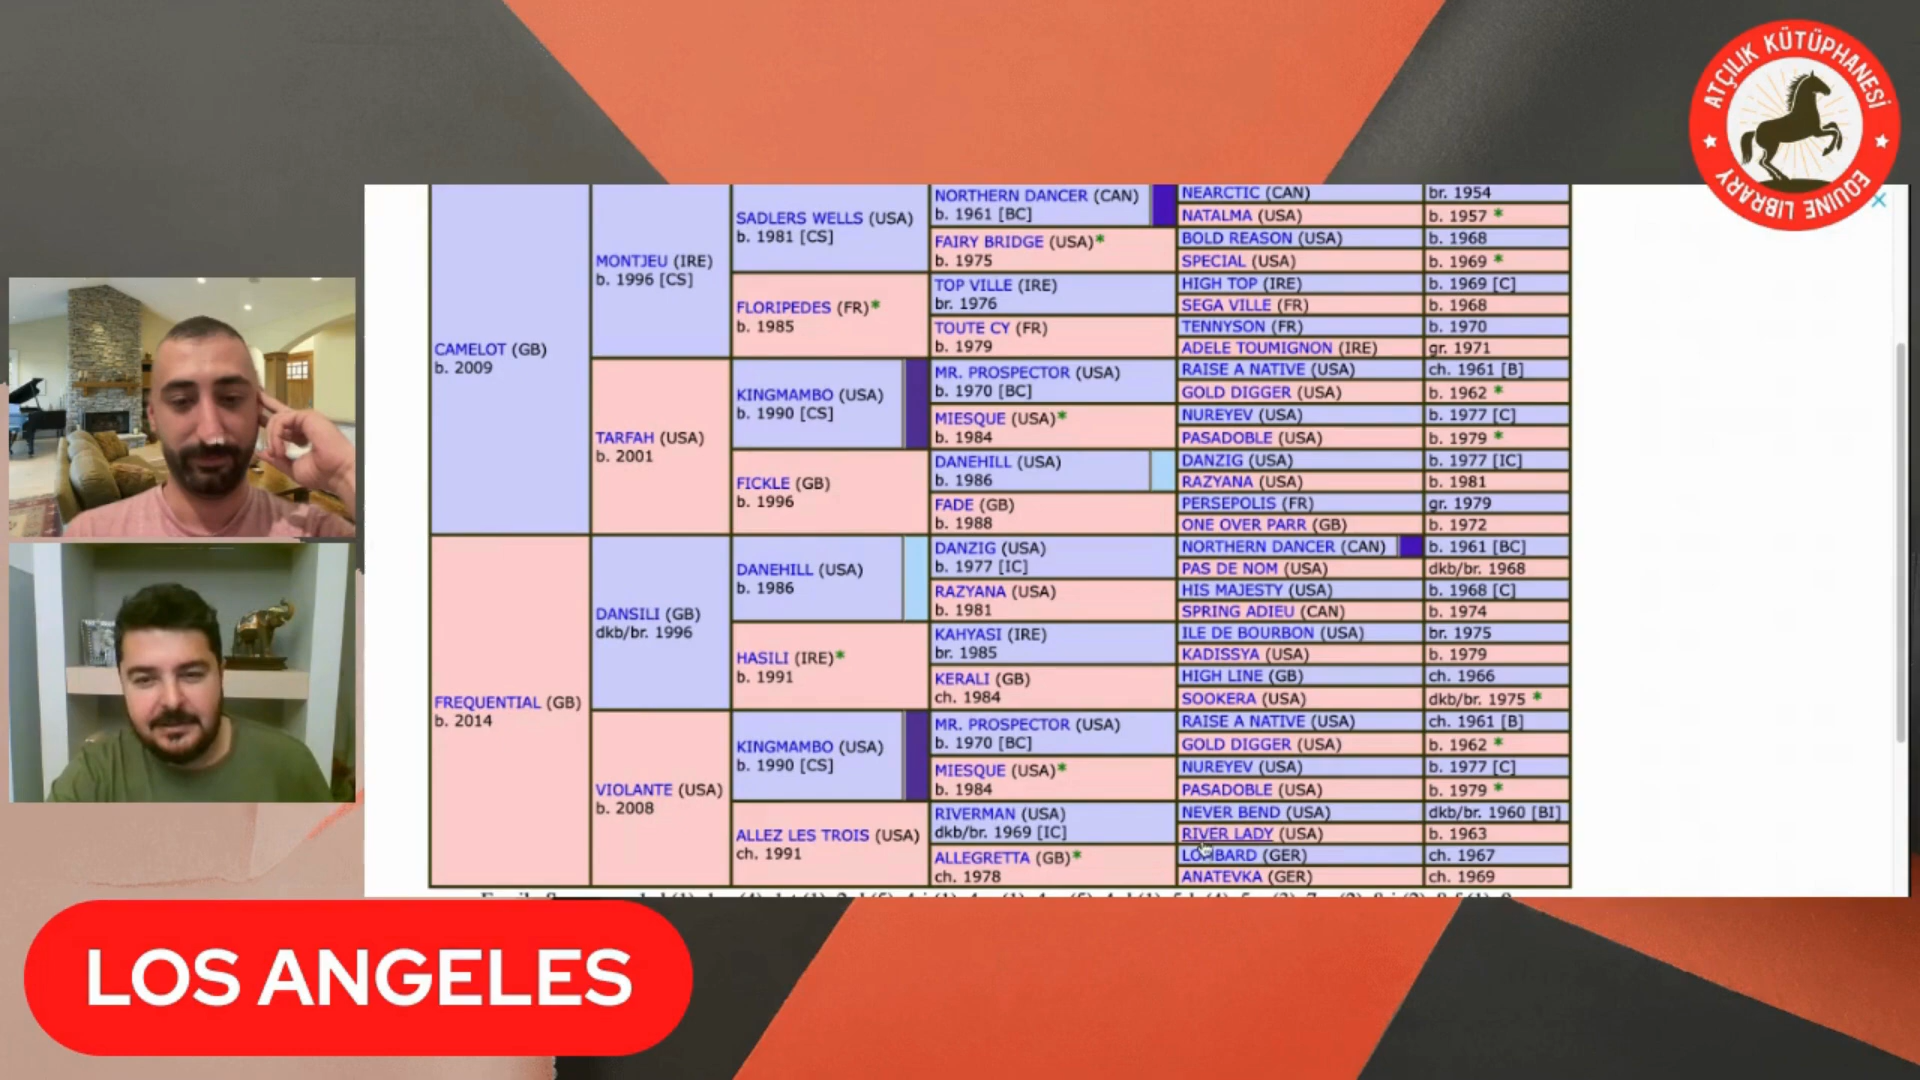 ATÇILIK KÜTÜPHANESİ
EQUINE LIBRARY
CAMELOT (GB)
b. 2009
FREQUENTIAL (GB)
b. 2014
MONTJEU (IRE)
b. 1996 [CS]
TARFAH (USA)
b. 2001
DANSILI (GB)
dkb/br. 1996
VIOLANTE (USA)
b. 2008
SADLERS WELLS (USA)
b. 1981 [CS]
FLORIPEDES (FR)*
b. 1985
KINGMAMBO (USA)
b. 1990 [CS]
FICKLE (GB)
b. 1996
DANEHILL (USA)
b. 1986
HASILI (IRE)*
b. 1991
KINGMAMBO (USA)
b. 1990 [CS]
ALLEZ LES TROIS (USA)
ch. 1991
NORTHERN DANCER (CAN)
b. 1961 [BC]
FAIRY BRIDGE (USA)*
b. 1975
TOP VILLE (IRE)
br. 1976
TOUTE CY (FR)
b. 1979
MR. PROSPECTOR (USA)
b. 1970 [BC]
MIESQUE (USA)*
b. 1984
DANEHILL (USA)
b. 1986
FADE (GB)
b. 1988
DANZIG (USA)
b. 1977 [IC]
RAZYANA (USA)
b. 1981
KAHYASI (IRE)
br. 1985
KERALI (GB)
ch. 1984
MR. PROSPECTOR (USA)
b. 1970 [BC]
MIESQUE (USA)*
b. 1984
RIVERMAN (USA)
dkb/br. 1969 [IC]
ALLEGRETTA (GB)*
ch. 1978
NEARCTIC (CAN) br. 1954
NATALMA (USA) b. 1957 *
BOLD REASON (USA) b. 1968
SPECIAL (USA) b. 1969 *
HIGH TOP (IRE) b. 1969 [C]
SEGA VILLE (FR) b. 1968
TENNYSON (FR) b. 1970
ADELE TOUMIGNON (IRE) gr. 1971
RAISE A NATIVE (USA) ch. 1961 [B]
GOLD DIGGER (USA) b. 1962 *
NUREYEV (USA) b. 1977 [C]
PASADOBLE (USA) b. 1979 *
DANZIG (USA) b. 1977 [IC]
RAZYANA (USA) b. 1981
PERSEPOLIS (FR) gr. 1979
ONE OVER PARR (GB) b. 1972
NORTHERN DANCER (CAN) b. 1961 [BC]
PAS DE NOM (USA) dkb/br. 1968
HIS MAJESTY (USA) b. 1968 [C]
SPRING ADIEU (CAN) b. 1974
ILE DE BOURBON (USA) br. 1975
KADISSYA (USA) b. 1979
HIGH LINE (GB) ch. 1966
SOOKERA (USA) dkb/br. 1975 *
RAISE A NATIVE (USA) ch. 1961 [B]
GOLD DIGGER (USA) b. 1962 *
NUREYEV (USA) b. 1977 [C]
PASADOBLE (USA) b. 1979 *
NEVER BEND (USA) dkb/br. 1960 [BI]
RIVER LADY (USA) b. 1963
LOMBARD (GER) ch. 1967
ANATEVKA (GER) ch. 1969
LOS ANGELES